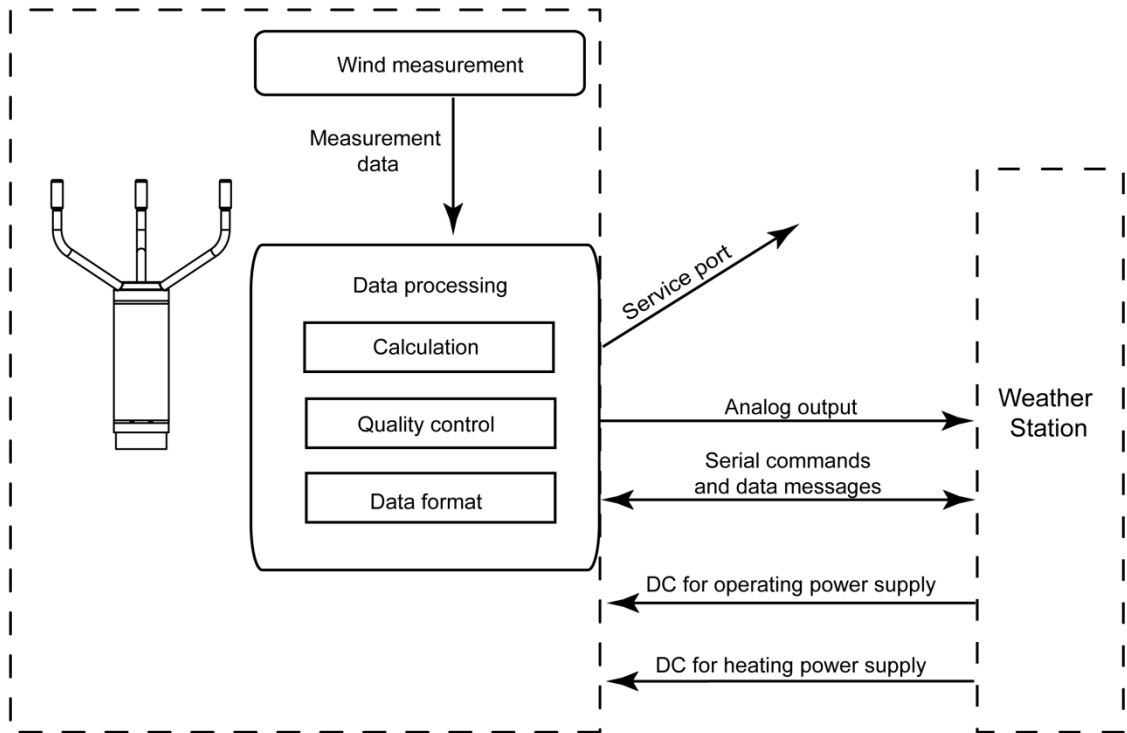 Wind measurement
Measurement
data
Data processing
Calculation
Quality control
Data format
Service port
Analog output
Serial commands
and data messages
DC for operating power supply
DC for heating power supply
Weather
Station